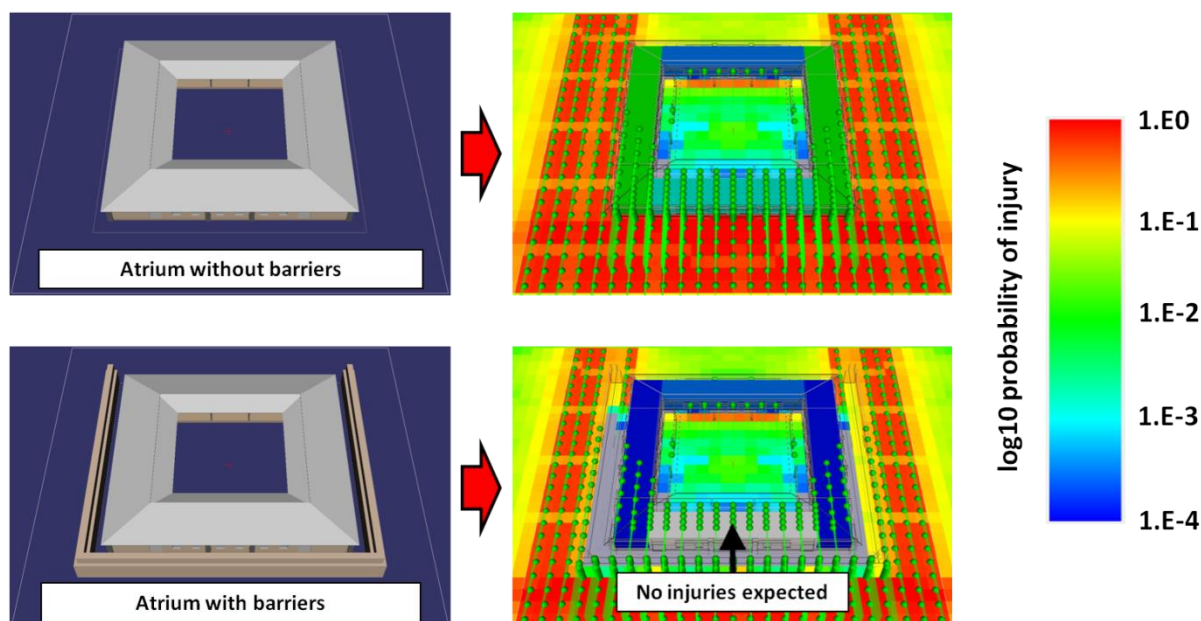 Atrium without barriers
Atrium with barriers
No injuries expected
log10 probability of injury
1.E0
1.E-1
1.E-2
1.E-3
1.E-4